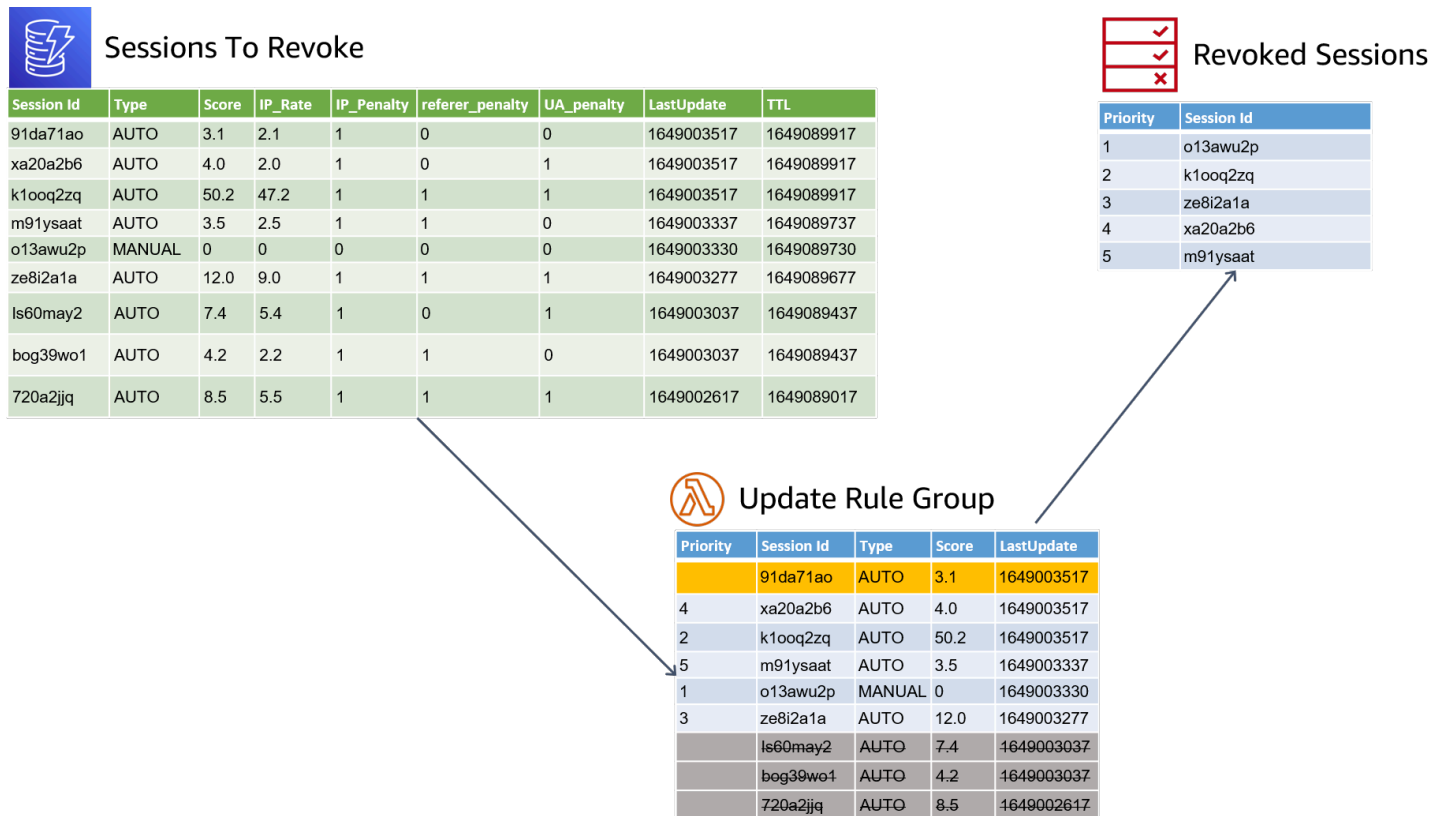 Sessions To Revoke
Session Id Type Score IP_Rate IP_Penalty referer_penalty UA_penalty LastUpdate TTL
91da71ao AUTO 3.1 2.1 1 0 0 1649003517 1649089917
xa20a2b6 AUTO 4.0 2.0 1 0 1 1649003517 1649089917
k1ooq2zq AUTO 50.2 47.2 1 1 1 1649003517 1649089917
m91ysaat AUTO 3.5 2.5 1 1 0 1649003337 1649089737
o13awu2p MANUAL 0 0 0 0 0 1649003330 1649089730
ze8i2a1a AUTO 12.0 9.0 1 1 1 1649003277 1649089677
ls60may2 AUTO 7.4 5.4 1 0 1 1649003037 1649089437
bog39wo1 AUTO 4.2 2.2 1 1 0 1649003037 1649089437
720a2jjq AUTO 8.5 5.5 1 1 1 1649002617 1649089017
Revoked Sessions
Priority Session Id
1 o13awu2p
2 k1ooq2zq
3 ze8i2a1a
4 xa20a2b6
5 m91ysaat
Update Rule Group
Priority Session Id Type Score LastUpdate
91da71ao AUTO 3.1 1649003517
4 xa20a2b6 AUTO 4.0 1649003517
2 k1ooq2zq AUTO 50.2 1649003517
5 m91ysaat AUTO 3.5 1649003337
1 o13awu2p MANUAL 0 1649003330
3 ze8i2a1a AUTO 12.0 1649003277
ls60may2 AUTO 7.4 1649003037
bog39wo1 AUTO 4.2 1649003037
720a2jjq AUTO 8.5 1649002617